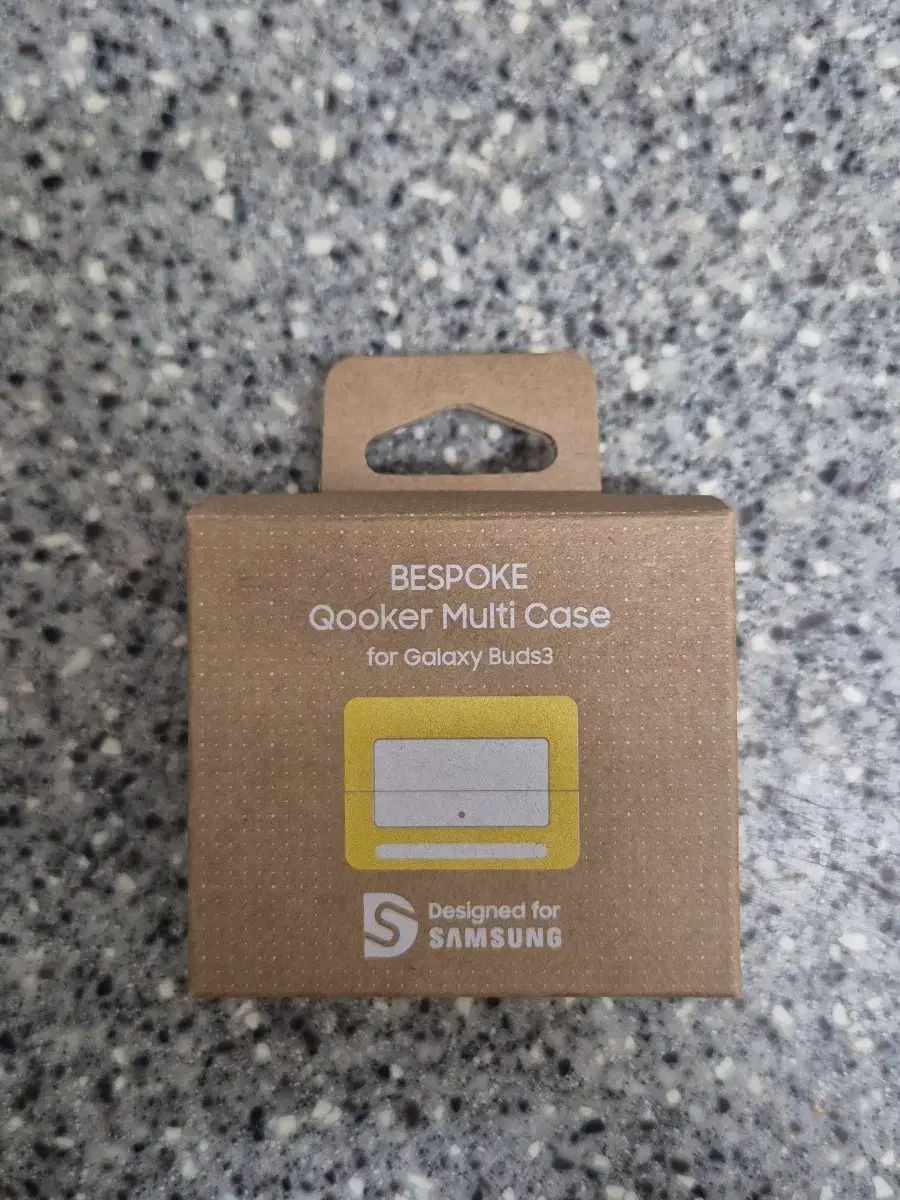 BESPOKE
Qooker Multi Case
for Galaxy Buds3
Designed for
SAMSUNG